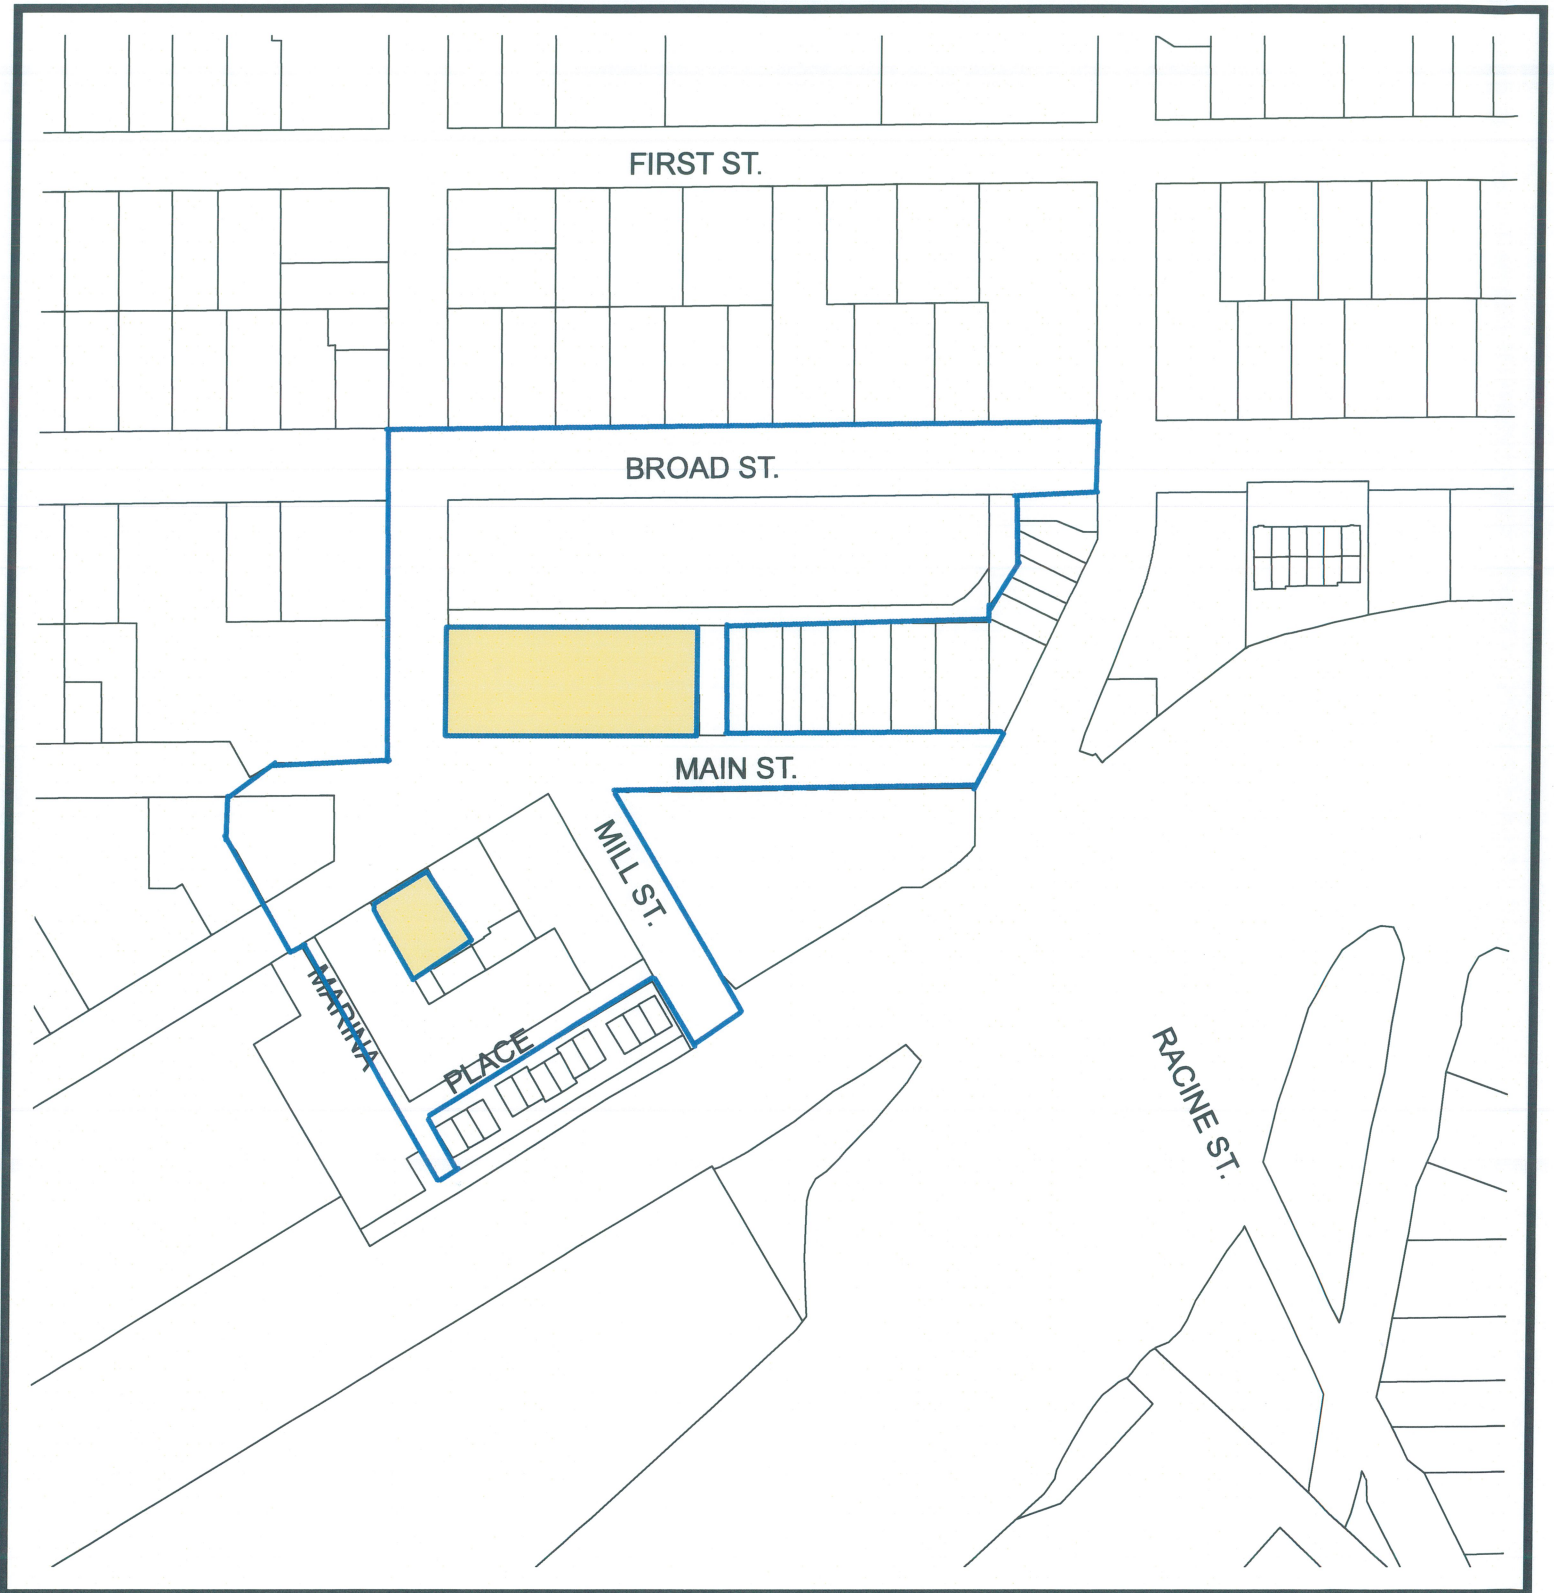 FIRST ST.
BROAD ST.
MAIN ST.
MILL ST.
MARINA
PLACE
RACINE ST.